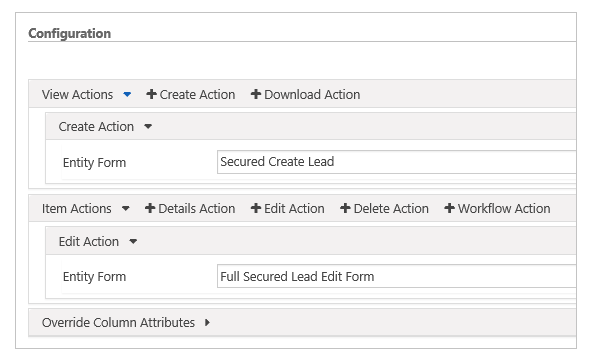 Configuration
View Actions + Create Action + Download Action
Create Action
Entity Form Secured Create Lead
Item Actions + Details Action + Edit Action + Delete Action + Workflow Action
Edit Action
Entity Form Full Secured Lead Edit Form
Override Column Attributes